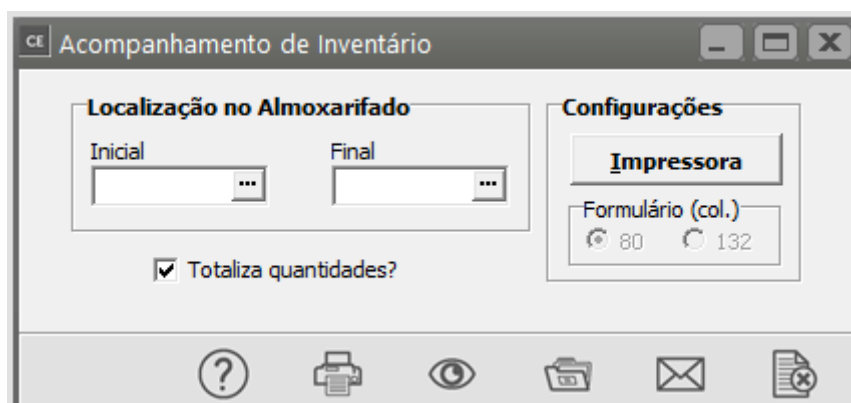 CE Acompanhamento de Inventário
Localização no Almoxarifado
Configurações
Inicial
Final
Impressora
Formulário (col.)
80
132
Totaliza quantidades?